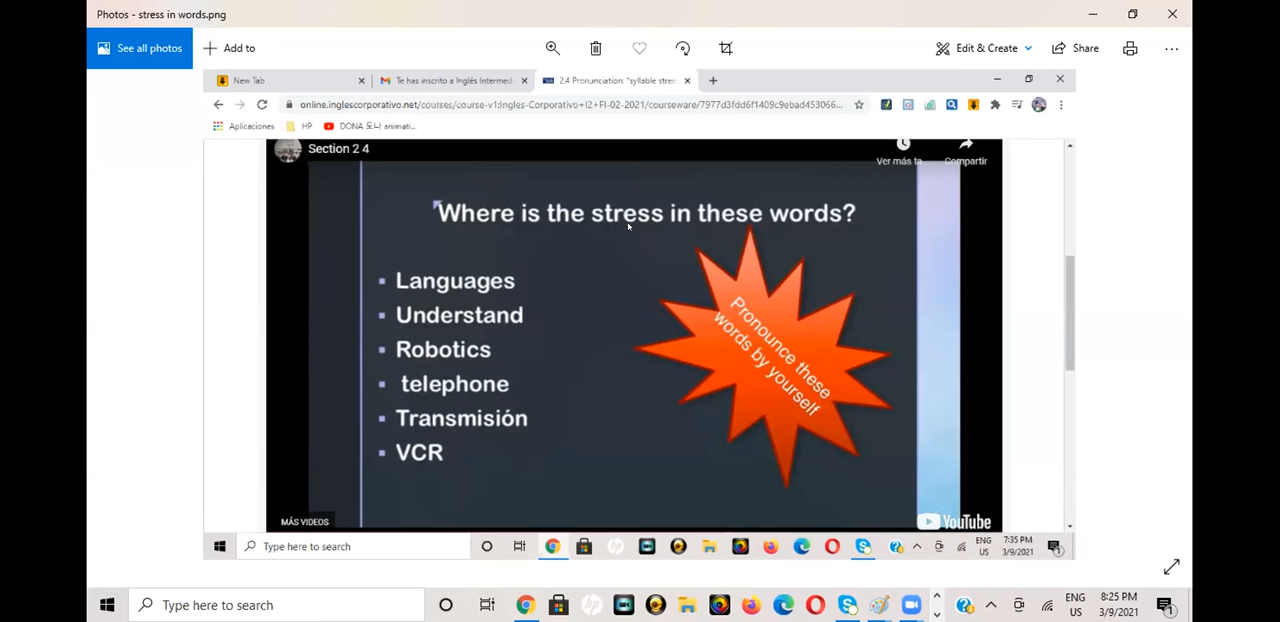 Photos - stress in words.png
See all photos
Add to
Edit & Create
Share
New Tab
Te has inscrito a Inglés Intermed
2.4 Pronunciation: "syllable stres
online.inglescorporativo.net/courses/course-v1:Ingles-Corporativo+I2+FI-02-2021/courseware/7977d3fdd6f1409c9ebad453066...
Aplicaciones
HP
DONA 도나 animati...
Section 2 4
Ver más ta
Compartir
Where is the stress in these words?
Languages
Understand
Robotics
telephone
Transmisión
VCR
Pronounce these
words by yourself
MÁS VIDEOS
YouTube
Type here to search
ENG
US
7:35 PM
3/9/2021
Type here to search
ENG
US
8:25 PM
3/9/2021